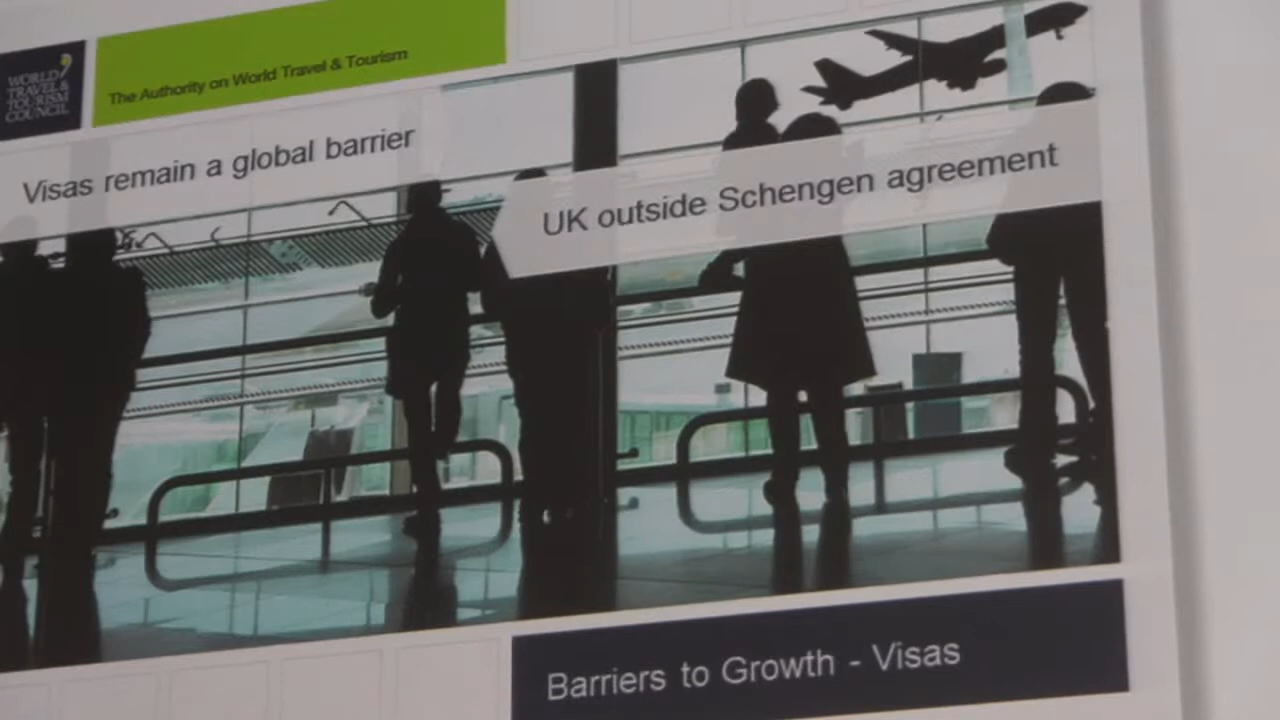 WORLD
TRAVEL &
TOURISM
COUNCIL
The Authority on World Travel & Tourism
Visas remain a global barrier
UK outside Schengen agreement
Barriers to Growth - Visas